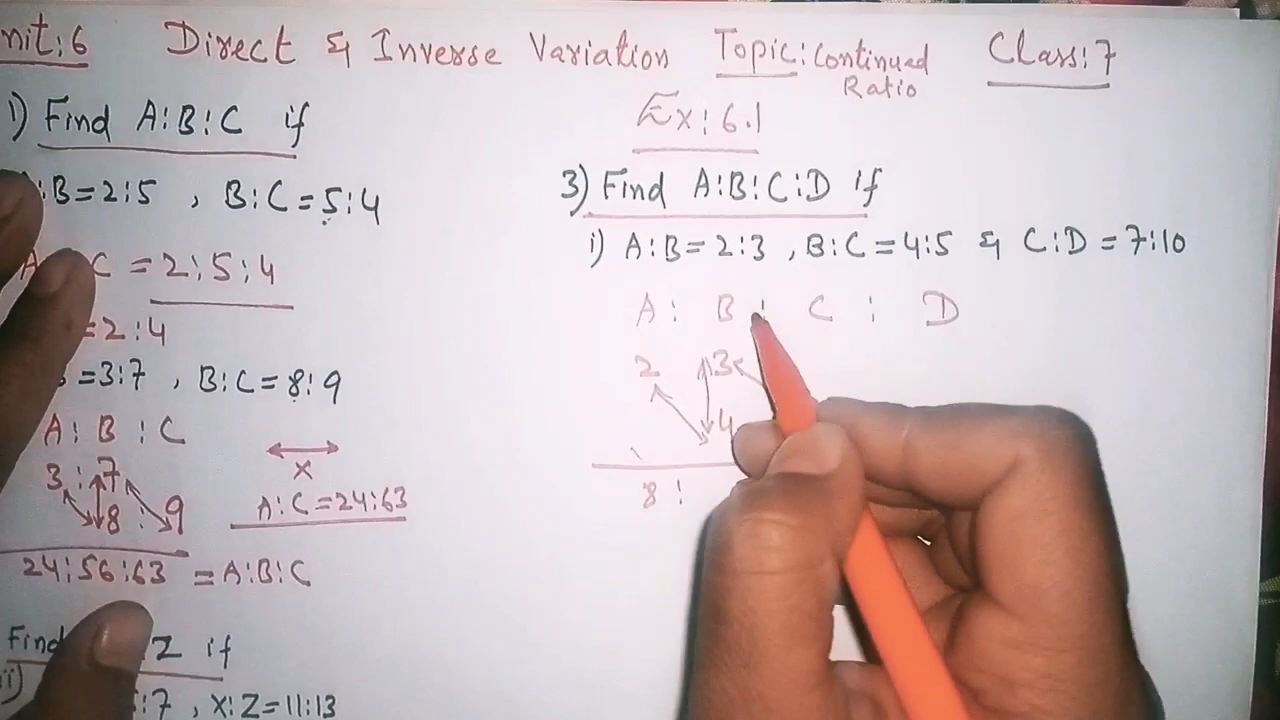 nit:6 Direct & Inverse Variation Topic: Continued Ratio Class:7
1) Find A:B:C if
:B=2:5 , B:C=5:4
C =2:5:4
=2:4
=3:7 , B:C=8:9
A : B : C
3 : 7
8 : 9
x
A:C=24:63
24:56:63 =A:B:C
Find Z if
ii)
:7 , X:Z=11:13
Ex:6.1
3) Find A:B:C:D if
i) A:B=2:3 , B:C=4:5 & C:D=7:10
A : B : C : D
2 3
4
8 :